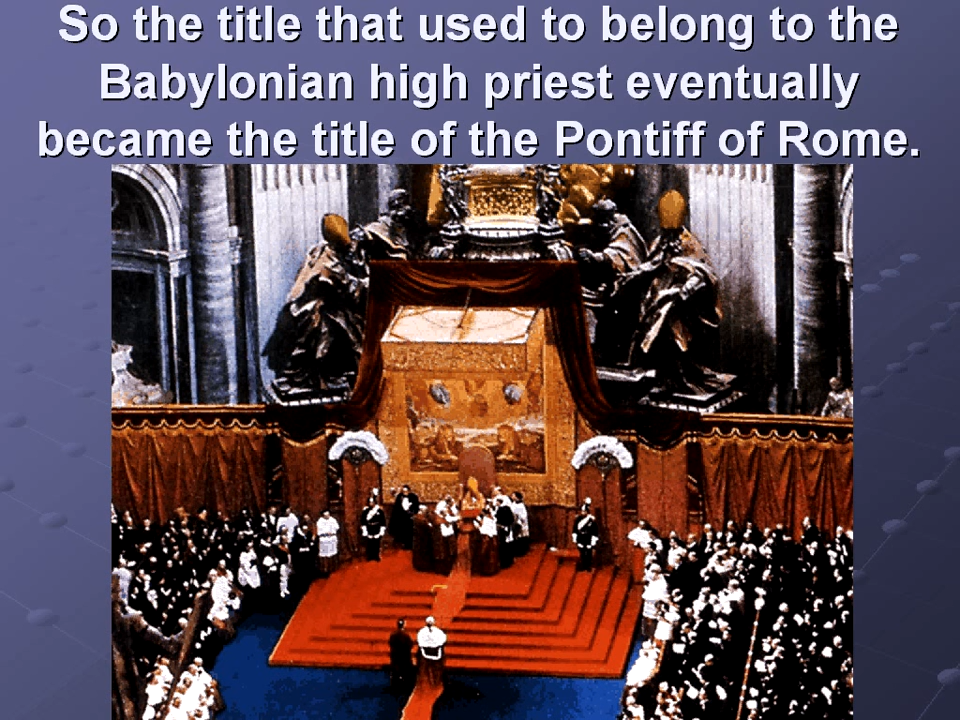 So the title that used to belong to the
Babylonian high priest eventually
became the title of the Pontiff of Rome.